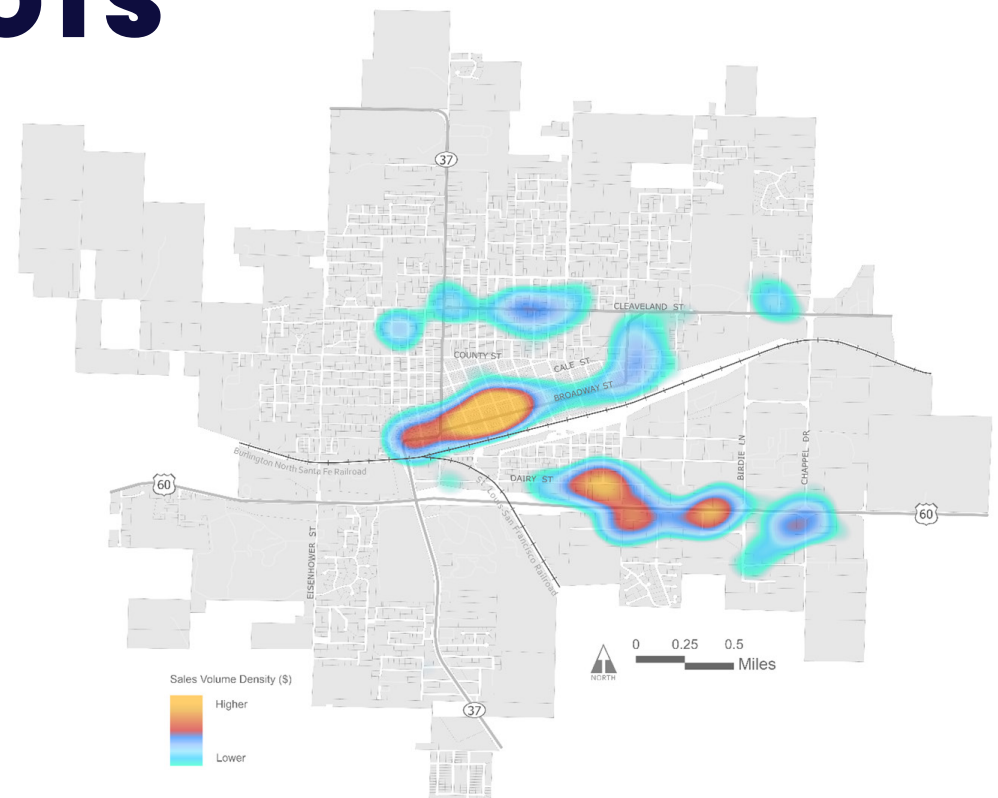 37
CLEAVELAND ST
COUNTY ST
CALE ST
BROADWAY ST
Burlington North Santa Fe Railroad
60
DAIRY ST
St. Louis-San Francisco Railroad
BIRDIE LN
CHAPPEL DR
60
EISENHOWER ST
37
NORTH
0 0.25 0.5
Miles
Sales Volume Density ($)
Higher
Lower